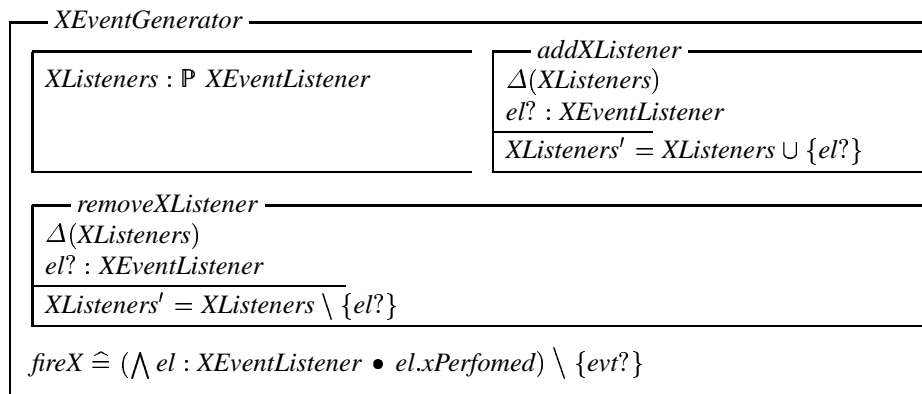 XEventGenerator
XListeners : ℙ XEventListener
addXListener
Δ(XListeners)
el? : XEventListener
XListeners′ = XListeners ∪ {el?}
removeXListener
Δ(XListeners)
el? : XEventListener
XListeners′ = XListeners \ {el?}
fireX ≙ (⋀ el : XEventListener • el.xPerfomed) \ {evt?}